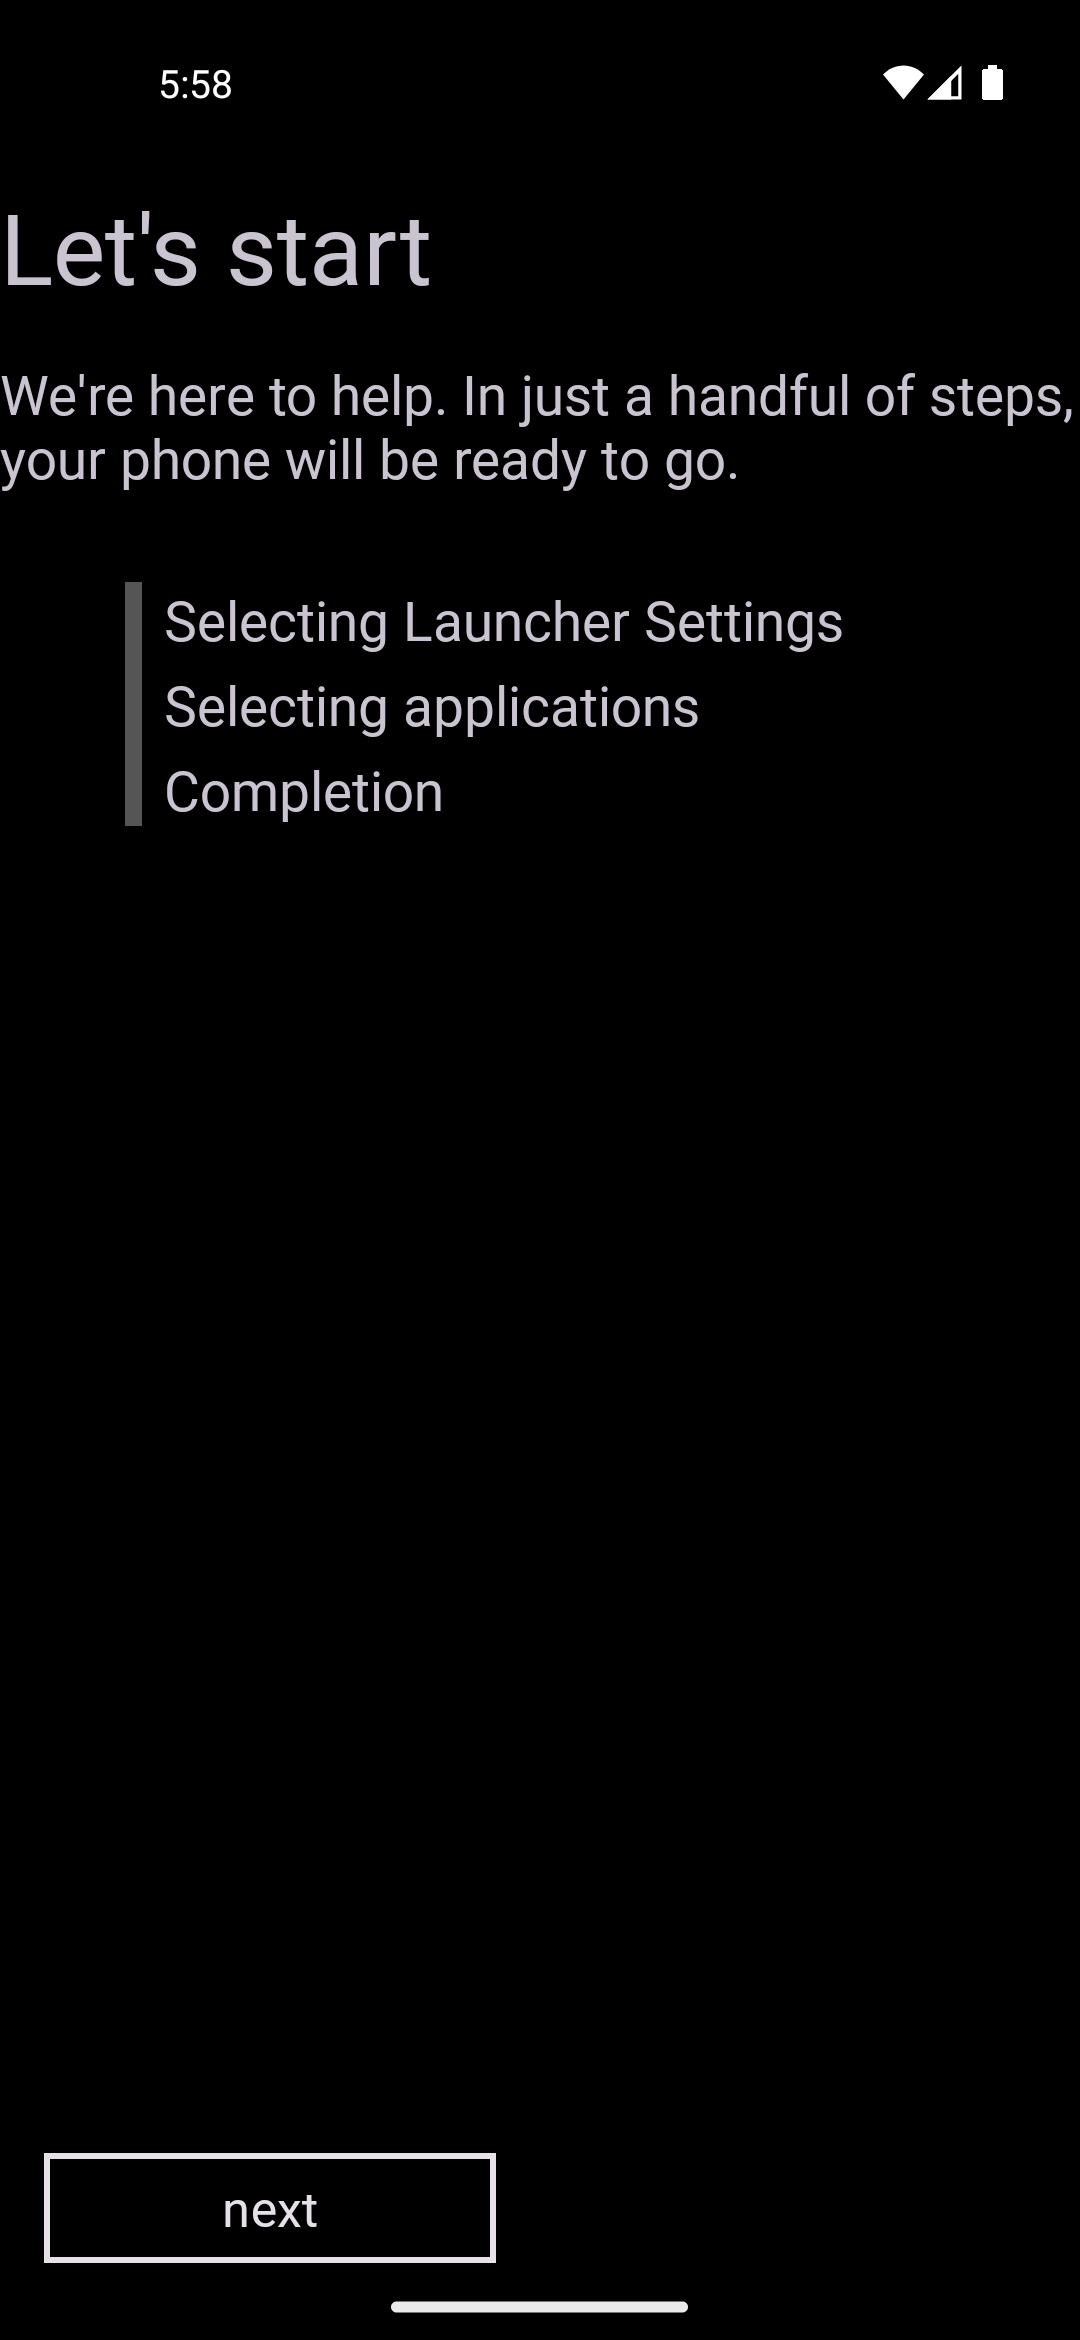 5:58
Let's start
We're here to help. In just a handful of steps,
your phone will be ready to go.
Selecting Launcher Settings
Selecting applications
Completion
next